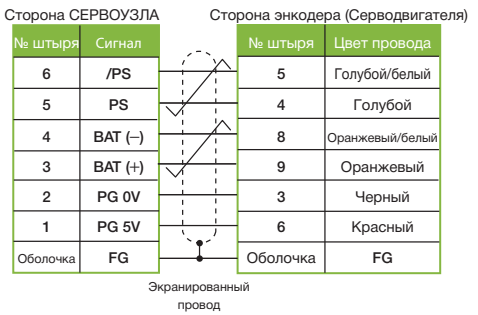 Сторона СЕРВОУЗЛА Сторона энкодера (Серводвигателя)
№ штыря Сигнал № штыря Цвет провода
6 /PS 5 Голубой/белый
5 PS 4 Голубой
4 BAT (–) 8 Оранжевый/белый
3 BAT (+) 9 Оранжевый
2 PG 0V 3 Черный
1 PG 5V 6 Красный
Оболочка FG Оболочка FG
Экранированный
провод